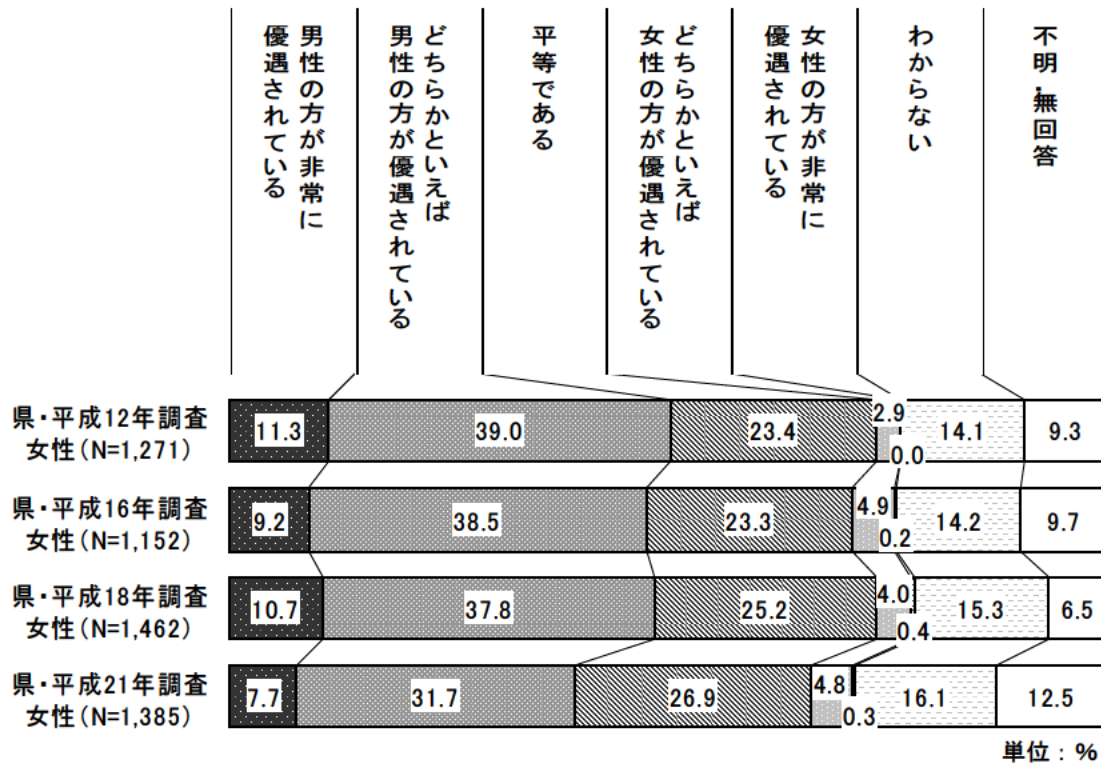 男性の方が非常に
優遇されている
どちらかといえば
男性の方が優遇されている
平等である
どちらかといえば
女性の方が優遇されている
女性の方が非常に
優遇されている
わからない
不明・無回答
県・平成12年調査
女性(N=1,271)
11.3
39.0
23.4
2.9
0.0
14.1
9.3
県・平成16年調査
女性(N=1,152)
9.2
38.5
23.3
4.9
0.2
14.2
9.7
県・平成18年調査
女性(N=1,462)
10.7
37.8
25.2
4.0
0.4
15.3
6.5
県・平成21年調査
女性(N=1,385)
7.7
31.7
26.9
4.8
0.3
16.1
12.5
単位:%